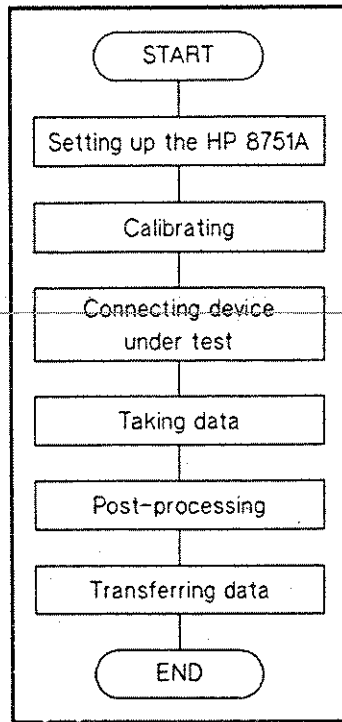 START
Setting up the HP 8751A
Calibrating
Connecting device
under test
Taking data
Post-processing
Transferring data
END